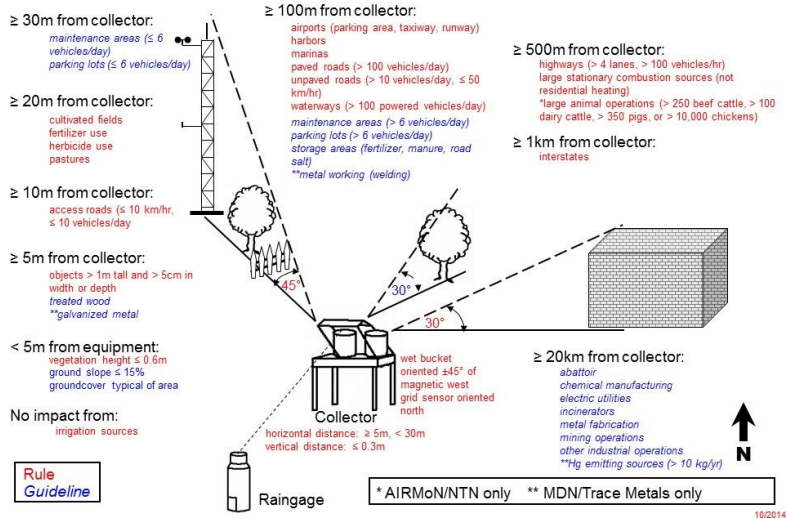 ≥ 30m from collector:
maintenance areas (≤ 6
vehicles/day)
parking lots (≤ 6 vehicles/day)
≥ 20m from collector:
cultivated fields
fertilizer use
herbicide use
pastures
≥ 10m from collector:
access roads (≤ 10 km/hr,
≤ 10 vehicles/day
≥ 5m from collector:
objects > 1m tall and > 5cm in
width or depth
treated wood
**galvanized metal
< 5m from equipment:
vegetation height ≤ 0.6m
ground slope ≤ 15%
groundcover typical of area
No impact from:
irrigation sources
Rule
Guideline
≥ 100m from collector:
airports (parking area, taxiway, runway)
harbors
marinas
paved roads (> 100 vehicles/day)
unpaved roads (> 10 vehicles/day, ≤ 50
km/hr)
waterways (> 100 powered vehicles/day)
maintenance areas (> 6 vehicles/day)
parking lots (> 6 vehicles/day)
storage areas (fertilizer, manure, road
salt)
**metal working (welding)
≥ 500m from collector:
highways (> 4 lanes, > 100 vehicles/hr)
large stationary combustion sources (not
residential heating)
*large animal operations (> 250 beef cattle, > 100
dairy cattle, > 350 pigs, or > 10,000 chickens)
≥ 1km from collector:
interstates
45°
30°
30°
wet bucket
oriented ±45° of
magnetic west
grid sensor oriented
north
Collector
horizontal distance: ≥ 5m, < 30m
vertical distance: ≤ 0.3m
Raingage
≥ 20km from collector:
abattoir
chemical manufacturing
electric utilities
incinerators
metal fabrication
mining operations
other industrial operations
**Hg emitting sources (> 10 kg/yr)
N
* AIRMoN/NTN only ** MDN/Trace Metals only
10/2014